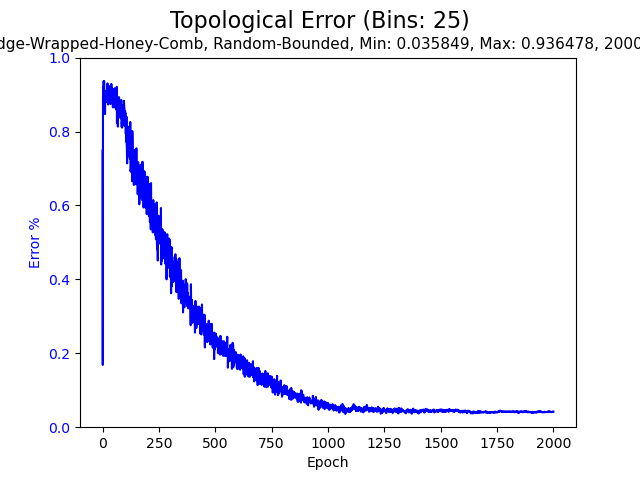 Topological Error (Bins: 25)
dge-Wrapped-Honey-Comb, Random-Bounded, Min: 0.035849, Max: 0.936478, 2000
1.0
0.8
0.6
0.4
0.2
0.0
Error %
0 250 500 750 1000 1250 1500 1750 2000
Epoch